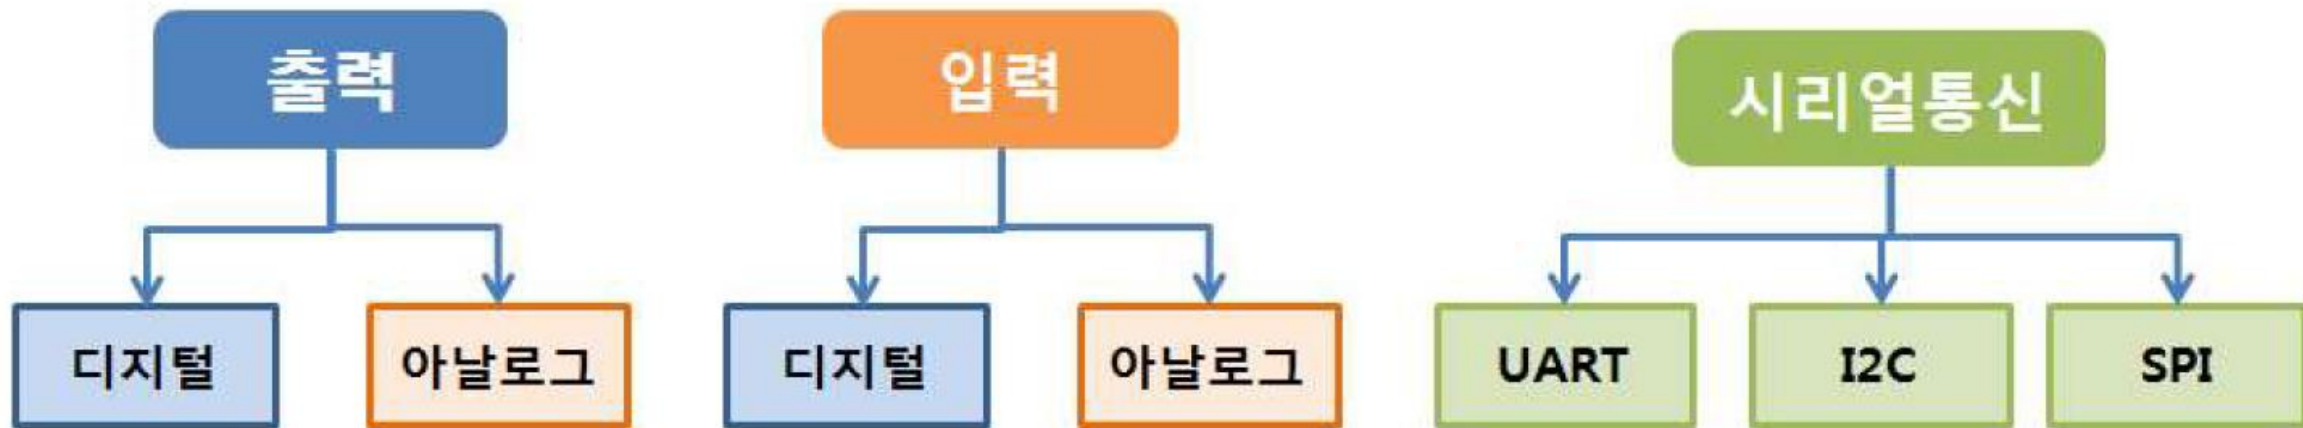 출력
입력
시리얼통신
디지털
아날로그
디지털
아날로그
UART
I2C
SPI